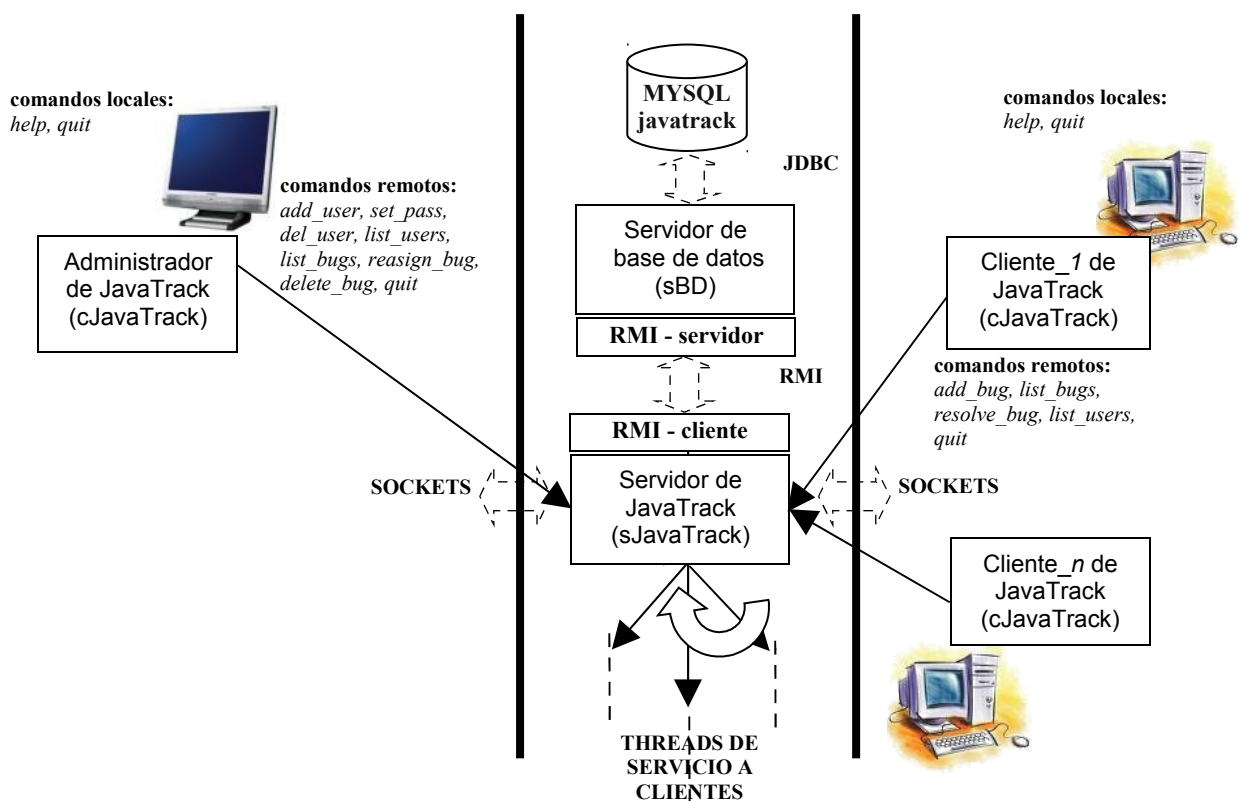 comandos locales:
help, quit
comandos remotos:
add_user, set_pass,
del_user, list_users,
list_bugs, reasign_bug,
delete_bug, quit
Administrador
de JavaTrack
(cJavaTrack)
MYSQL
javatrack
JDBC
Servidor de
base de datos
(sBD)
RMI - servidor
RMI
RMI - cliente
Servidor de
JavaTrack
(sJavaTrack)
SOCKETS
SOCKETS
THREADS DE
SERVICIO A
CLIENTES
comandos locales:
help, quit
Cliente_1 de
JavaTrack
(cJavaTrack)
comandos remotos:
add_bug, list_bugs,
resolve_bug, list_users,
quit
Cliente_n de
JavaTrack
(cJavaTrack)